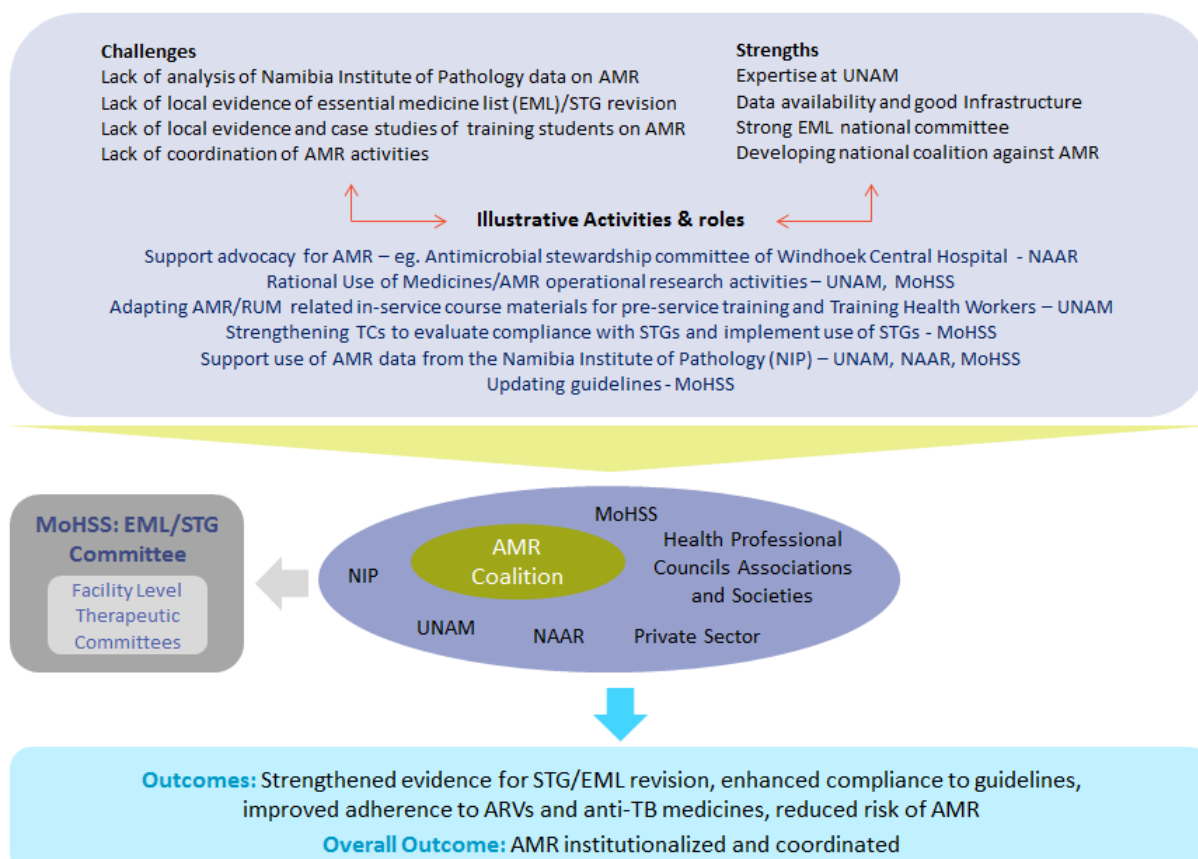 Challenges
Lack of analysis of Namibia Institute of Pathology data on AMR
Lack of local evidence of essential medicine list (EML)/STG revision
Lack of local evidence and case studies of training students on AMR
Lack of coordination of AMR activities
Strengths
Expertise at UNAM
Data availability and good Infrastructure
Strong EML national committee
Developing national coalition against AMR
Illustrative Activities & roles
Support advocacy for AMR – eg. Antimicrobial stewardship committee of Windhoek Central Hospital - NAAR
Rational Use of Medicines/AMR operational research activities – UNAM, MoHSS
Adapting AMR/RUM related in-service course materials for pre-service training and Training Health Workers – UNAM
Strengthening TCs to evaluate compliance with STGs and implement use of STGs - MoHSS
Support use of AMR data from the Namibia Institute of Pathology (NIP) – UNAM, NAAR, MoHSS
Updating guidelines - MoHSS
MoHSS: EML/STG
Committee
Facility Level
Therapeutic
Committees
MoHSS
AMR
Coalition
Health Professional
Councils Associations
and Societies
NIP
UNAM
NAAR
Private Sector
Outcomes: Strengthened evidence for STG/EML revision, enhanced compliance to guidelines,
improved adherence to ARVs and anti-TB medicines, reduced risk of AMR
Overall Outcome: AMR institutionalized and coordinated